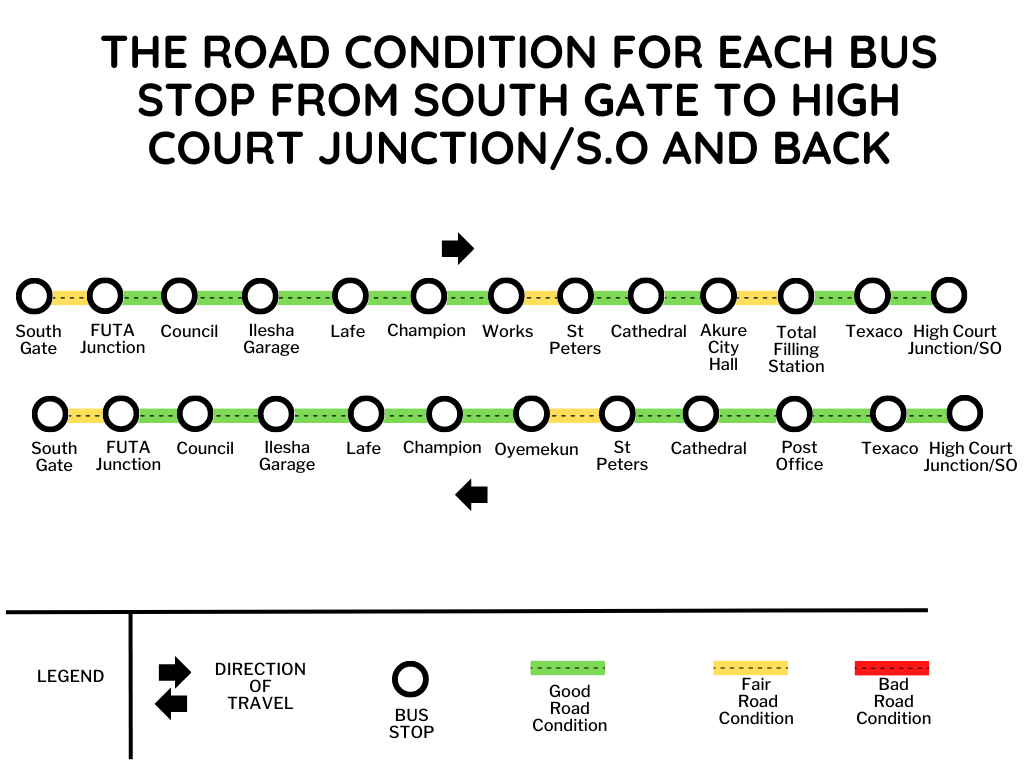 THE ROAD CONDITION FOR EACH BUS
STOP FROM SOUTH GATE TO HIGH
COURT JUNCTION/S.O AND BACK
South
Gate
FUTA
Junction
Council
Ilesha
Garage
Lafe
Champion
Works
St
Peters
Cathedral
Akure
City
Hall
Total
Filling
Station
Texaco
High Court
Junction/SO
South
Gate
FUTA
Junction
Council
Ilesha
Garage
Lafe
Champion
Oyemekun
St
Peters
Cathedral
Post
Office
Texaco
High Court
Junction/SO
LEGEND
DIRECTION
OF
TRAVEL
BUS
STOP
Good
Road
Condition
Fair
Road
Condition
Bad
Road
Condition